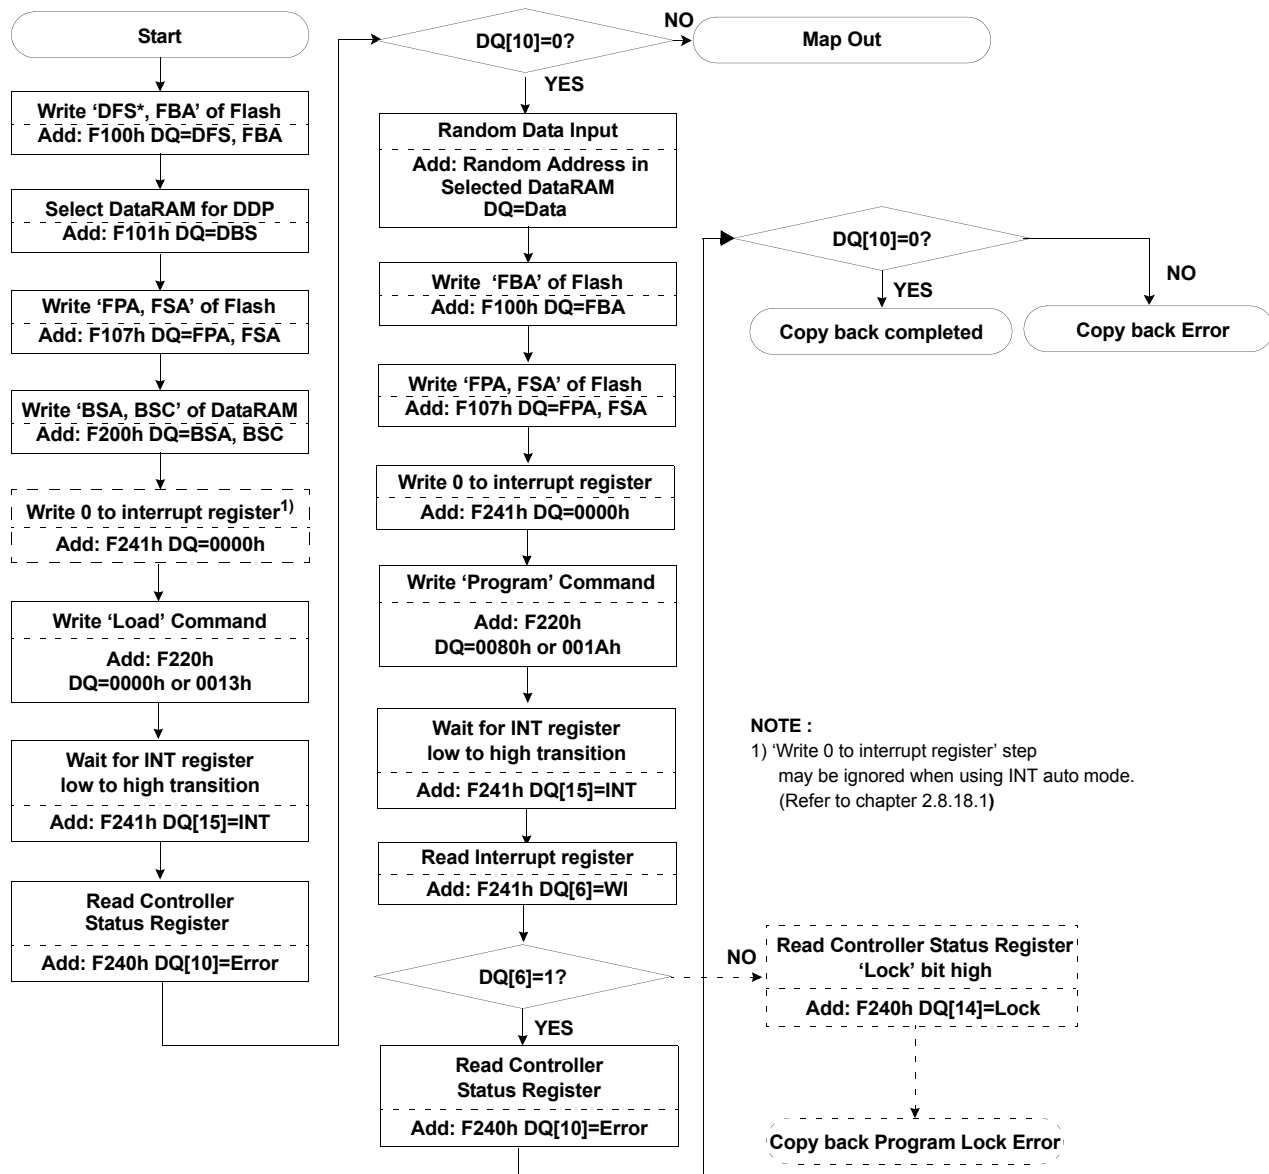 Start
Write ‘DFS*, FBA’ of Flash
Add: F100h DQ=DFS, FBA
Select DataRAM for DDP
Add: F101h DQ=DBS
Write ‘FPA, FSA’ of Flash
Add: F107h DQ=FPA, FSA
Write ‘BSA, BSC’ of DataRAM
Add: F200h DQ=BSA, BSC
Write 0 to interrupt register1)
Add: F241h DQ=0000h
Write ‘Load’ Command
Add: F220h
DQ=0000h or 0013h
Wait for INT register
low to high transition
Add: F241h DQ[15]=INT
Read Controller
Status Register
Add: F240h DQ[10]=Error
DQ[10]=0?
NO
Map Out
YES
Random Data Input
Add: Random Address in
Selected DataRAM
DQ=Data
Write ‘FBA’ of Flash
Add: F100h DQ=FBA
Write ‘FPA, FSA’ of Flash
Add: F107h DQ=FPA, FSA
Write 0 to interrupt register
Add: F241h DQ=0000h
Write ‘Program’ Command
Add: F220h
DQ=0080h or 001Ah
Wait for INT register
low to high transition
Add: F241h DQ[15]=INT
Read Interrupt register
Add: F241h DQ[6]=WI
DQ[6]=1?
NO
YES
Read Controller
Status Register
Add: F240h DQ[10]=Error
DQ[10]=0?
NO
YES
Copy back completed
Copy back Error
NOTE :
1) ‘Write 0 to interrupt register’ step
may be ignored when using INT auto mode.
(Refer to chapter 2.8.18.1)
Read Controller Status Register
‘Lock’ bit high
Add: F240h DQ[14]=Lock
Copy back Program Lock Error